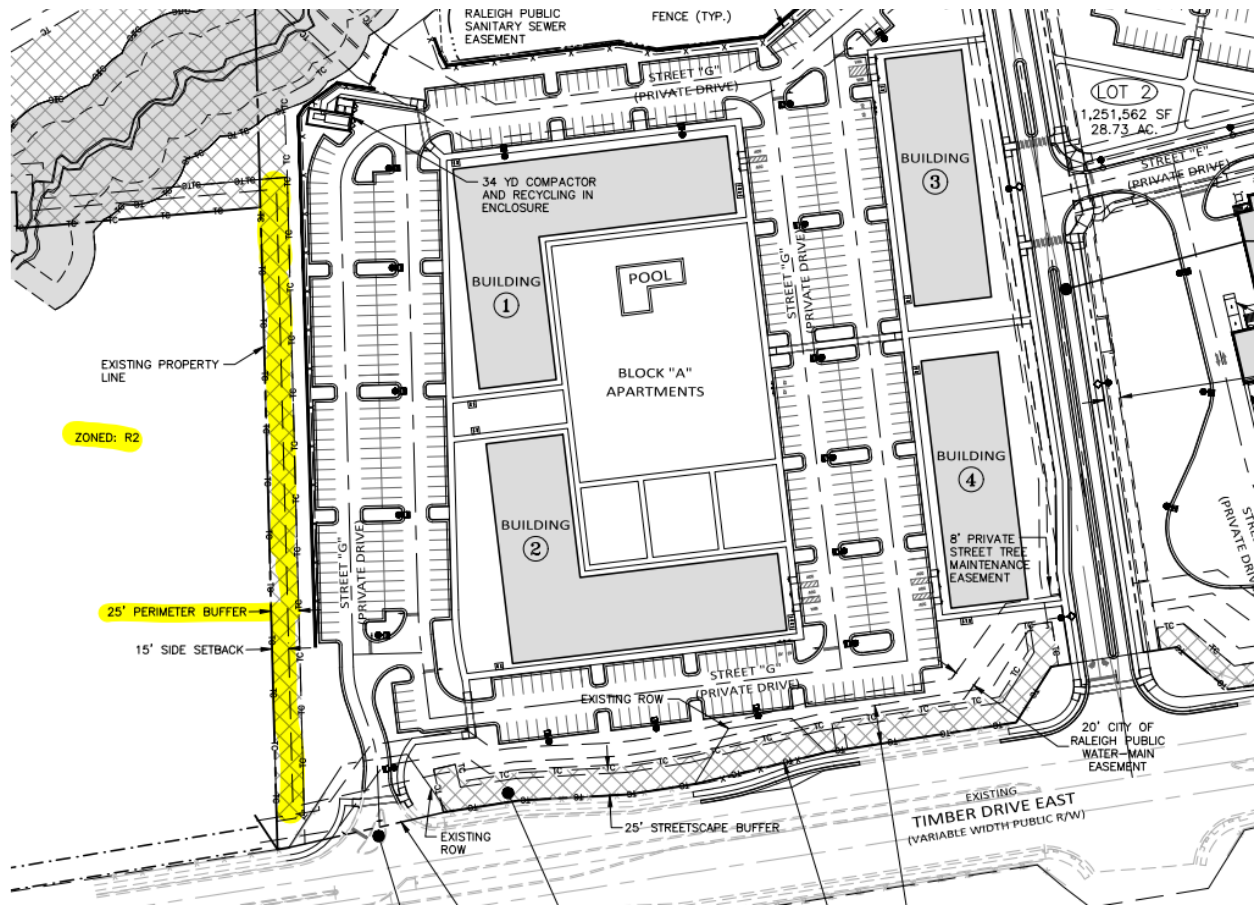 RALEIGH PUBLIC
SANITARY SEWER
EASEMENT
FENCE (TYP.)
STREET "G"
(PRIVATE DRIVE)
LOT 2
1,251,562 SF
28.73 AC.
STREET "E"
(PRIVATE DRIVE)
34 YD COMPACTOR
AND RECYCLING IN
ENCLOSURE
BUILDING
3
BUILDING
1
POOL
STREET "G"
(PRIVATE DRIVE)
EXISTING PROPERTY
LINE
BLOCK "A"
APARTMENTS
ZONED: R2
BUILDING
4
BUILDING
2
STREET "G"
(PRIVATE DRIVE)
8' PRIVATE
STREET TREE
MAINTENANCE
EASEMENT
25' PERIMETER BUFFER
15' SIDE SETBACK
STREET "G"
(PRIVATE DRIVE)
EXISTING ROW
20' CITY OF
RALEIGH PUBLIC
WATER-MAIN
EASEMENT
EXISTING
TIMBER DRIVE EAST
(VARIABLE WIDTH PUBLIC R/W)
EXISTING
ROW
25' STREETSCAPE BUFFER